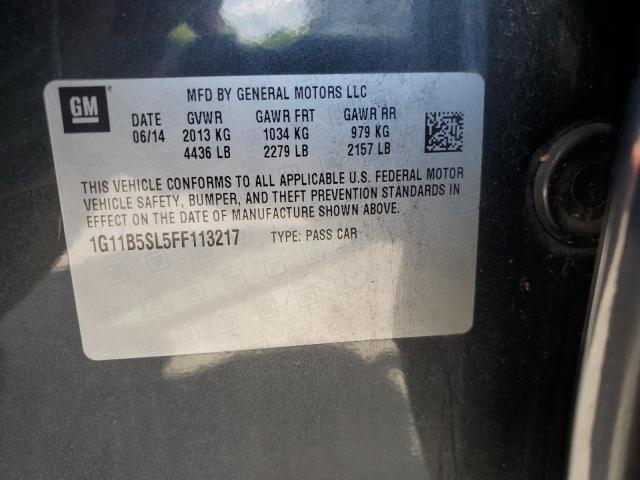 GM
MFD BY GENERAL MOTORS LLC
DATE GVWR GAWR FRT GAWR RR
06/14 2013 KG 1034 KG 979 KG
4436 LB 2279 LB 2157 LB
THIS VEHICLE CONFORMS TO ALL APPLICABLE U.S. FEDERAL MOTOR
VEHICLE SAFETY, BUMPER, AND THEFT PREVENTION STANDARDS IN
EFFECT ON THE DATE OF MANUFACTURE SHOWN ABOVE.
1G11B5SL5FF113217 TYPE: PASS CAR